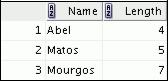 Name Length
1 Abel 4
2 Matos 5
3 Mourgos 7